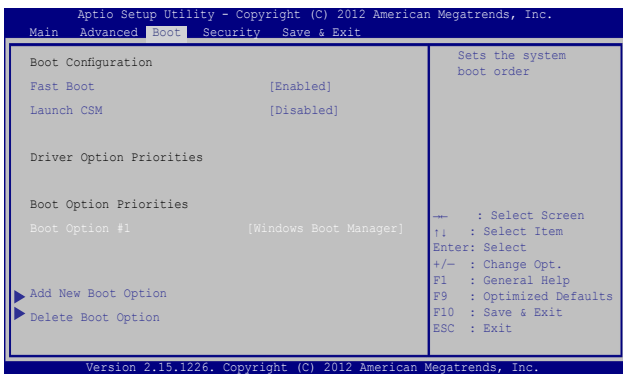 Aptio Setup Utility - Copyright (C) 2012 American Megatrends, Inc.
Main Advanced Boot Security Save & Exit
Boot Configuration
Fast Boot [Enabled]
Launch CSM [Disabled]
Driver Option Priorities
Boot Option Priorities
Boot Option #1 [Windows Boot Manager]
Add New Boot Option
Delete Boot Option
Sets the system
boot order
→← : Select Screen
↑↓ : Select Item
Enter: Select
+/— : Change Opt.
F1 : General Help
F9 : Optimized Defaults
F10 : Save & Exit
ESC : Exit
Version 2.15.1226. Copyright (C) 2012 American Megatrends, Inc.